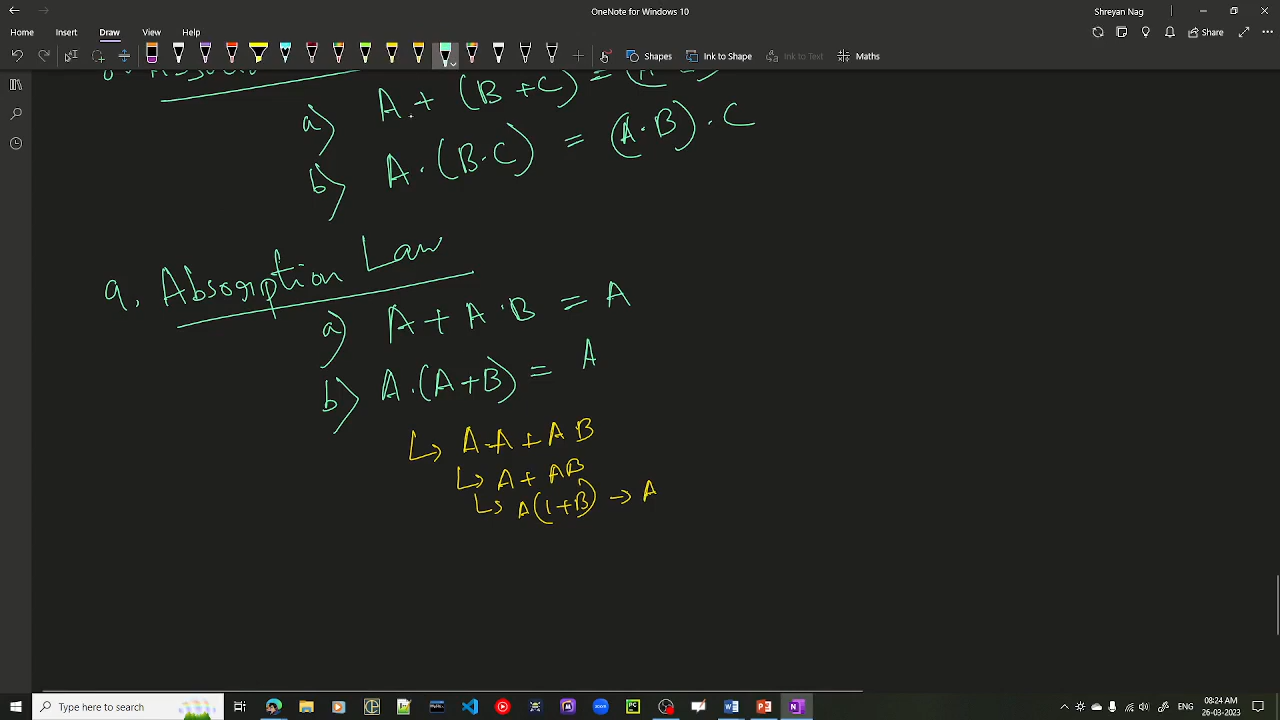 OneNote for Windows 10
Shreyan Nag
Home Insert Draw View Help
Share
Shapes Ink to Shape Ink to Text Maths
a) A + (B + C) =
b) A · (B · C) = (A · B) · C
9. Absorption Law
a) A + A · B = A
b) A · (A + B) = A
↳ A · A + A B
↳ A + AB
↳ A(1 + B) → A
Type here to search
ENG
08:24 AM
26-03-2023